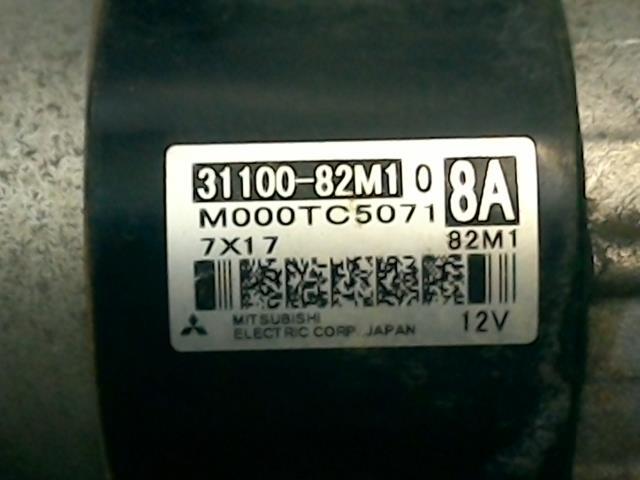 31100-82M1 0 8A
M000TC5071
7X17 82M1
MITSUBISHI
ELECTRIC CORP. JAPAN 12V